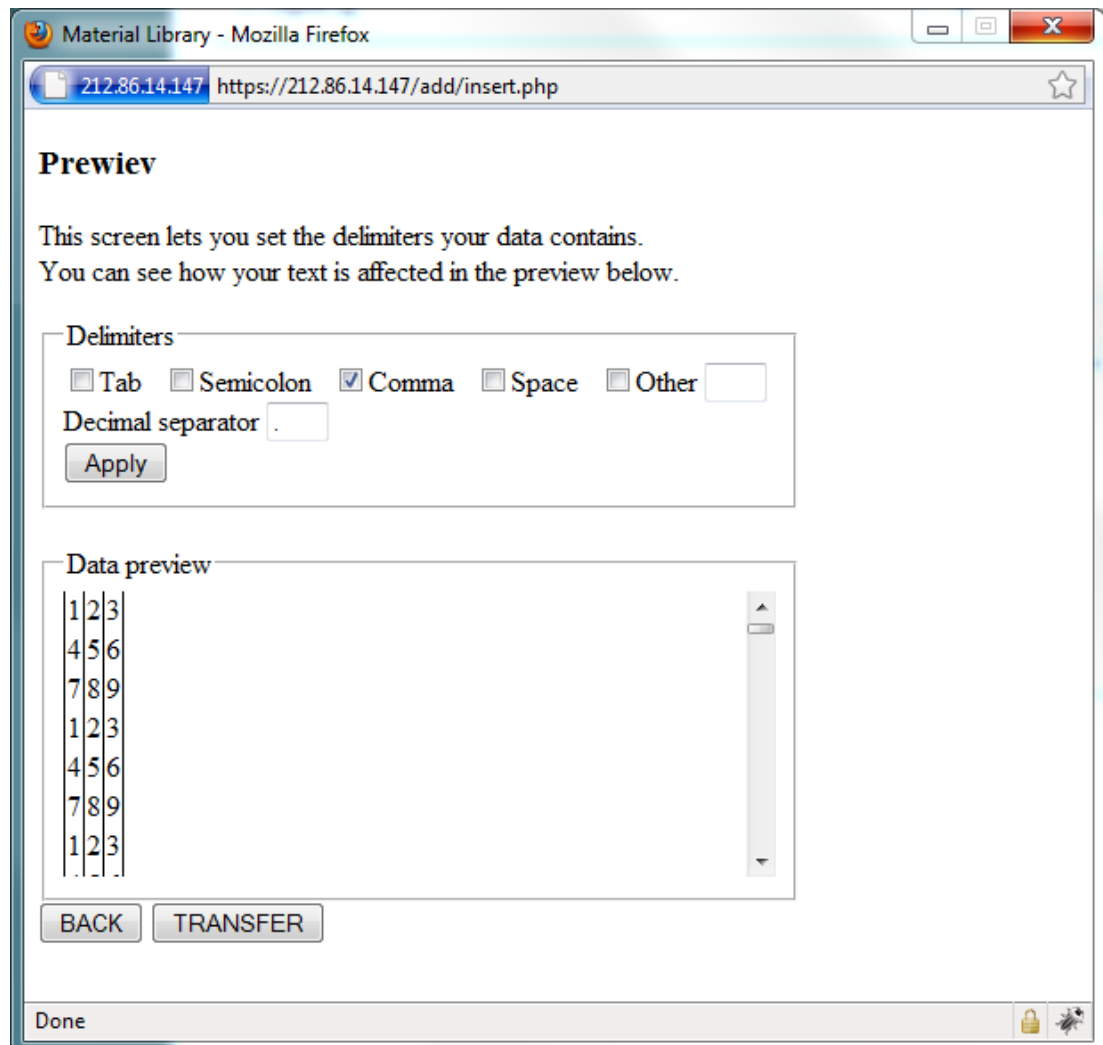 Material Library - Mozilla Firefox
212.86.14.147 https://212.86.14.147/add/insert.php
Prewiev
This screen lets you set the delimiters your data contains.
You can see how your text is affected in the preview below.
Delimiters
Tab Semicolon Comma Space Other
Decimal separator .
Apply
Data preview
1 2 3
4 5 6
7 8 9
1 2 3
4 5 6
7 8 9
1 2 3
BACK TRANSFER
Done